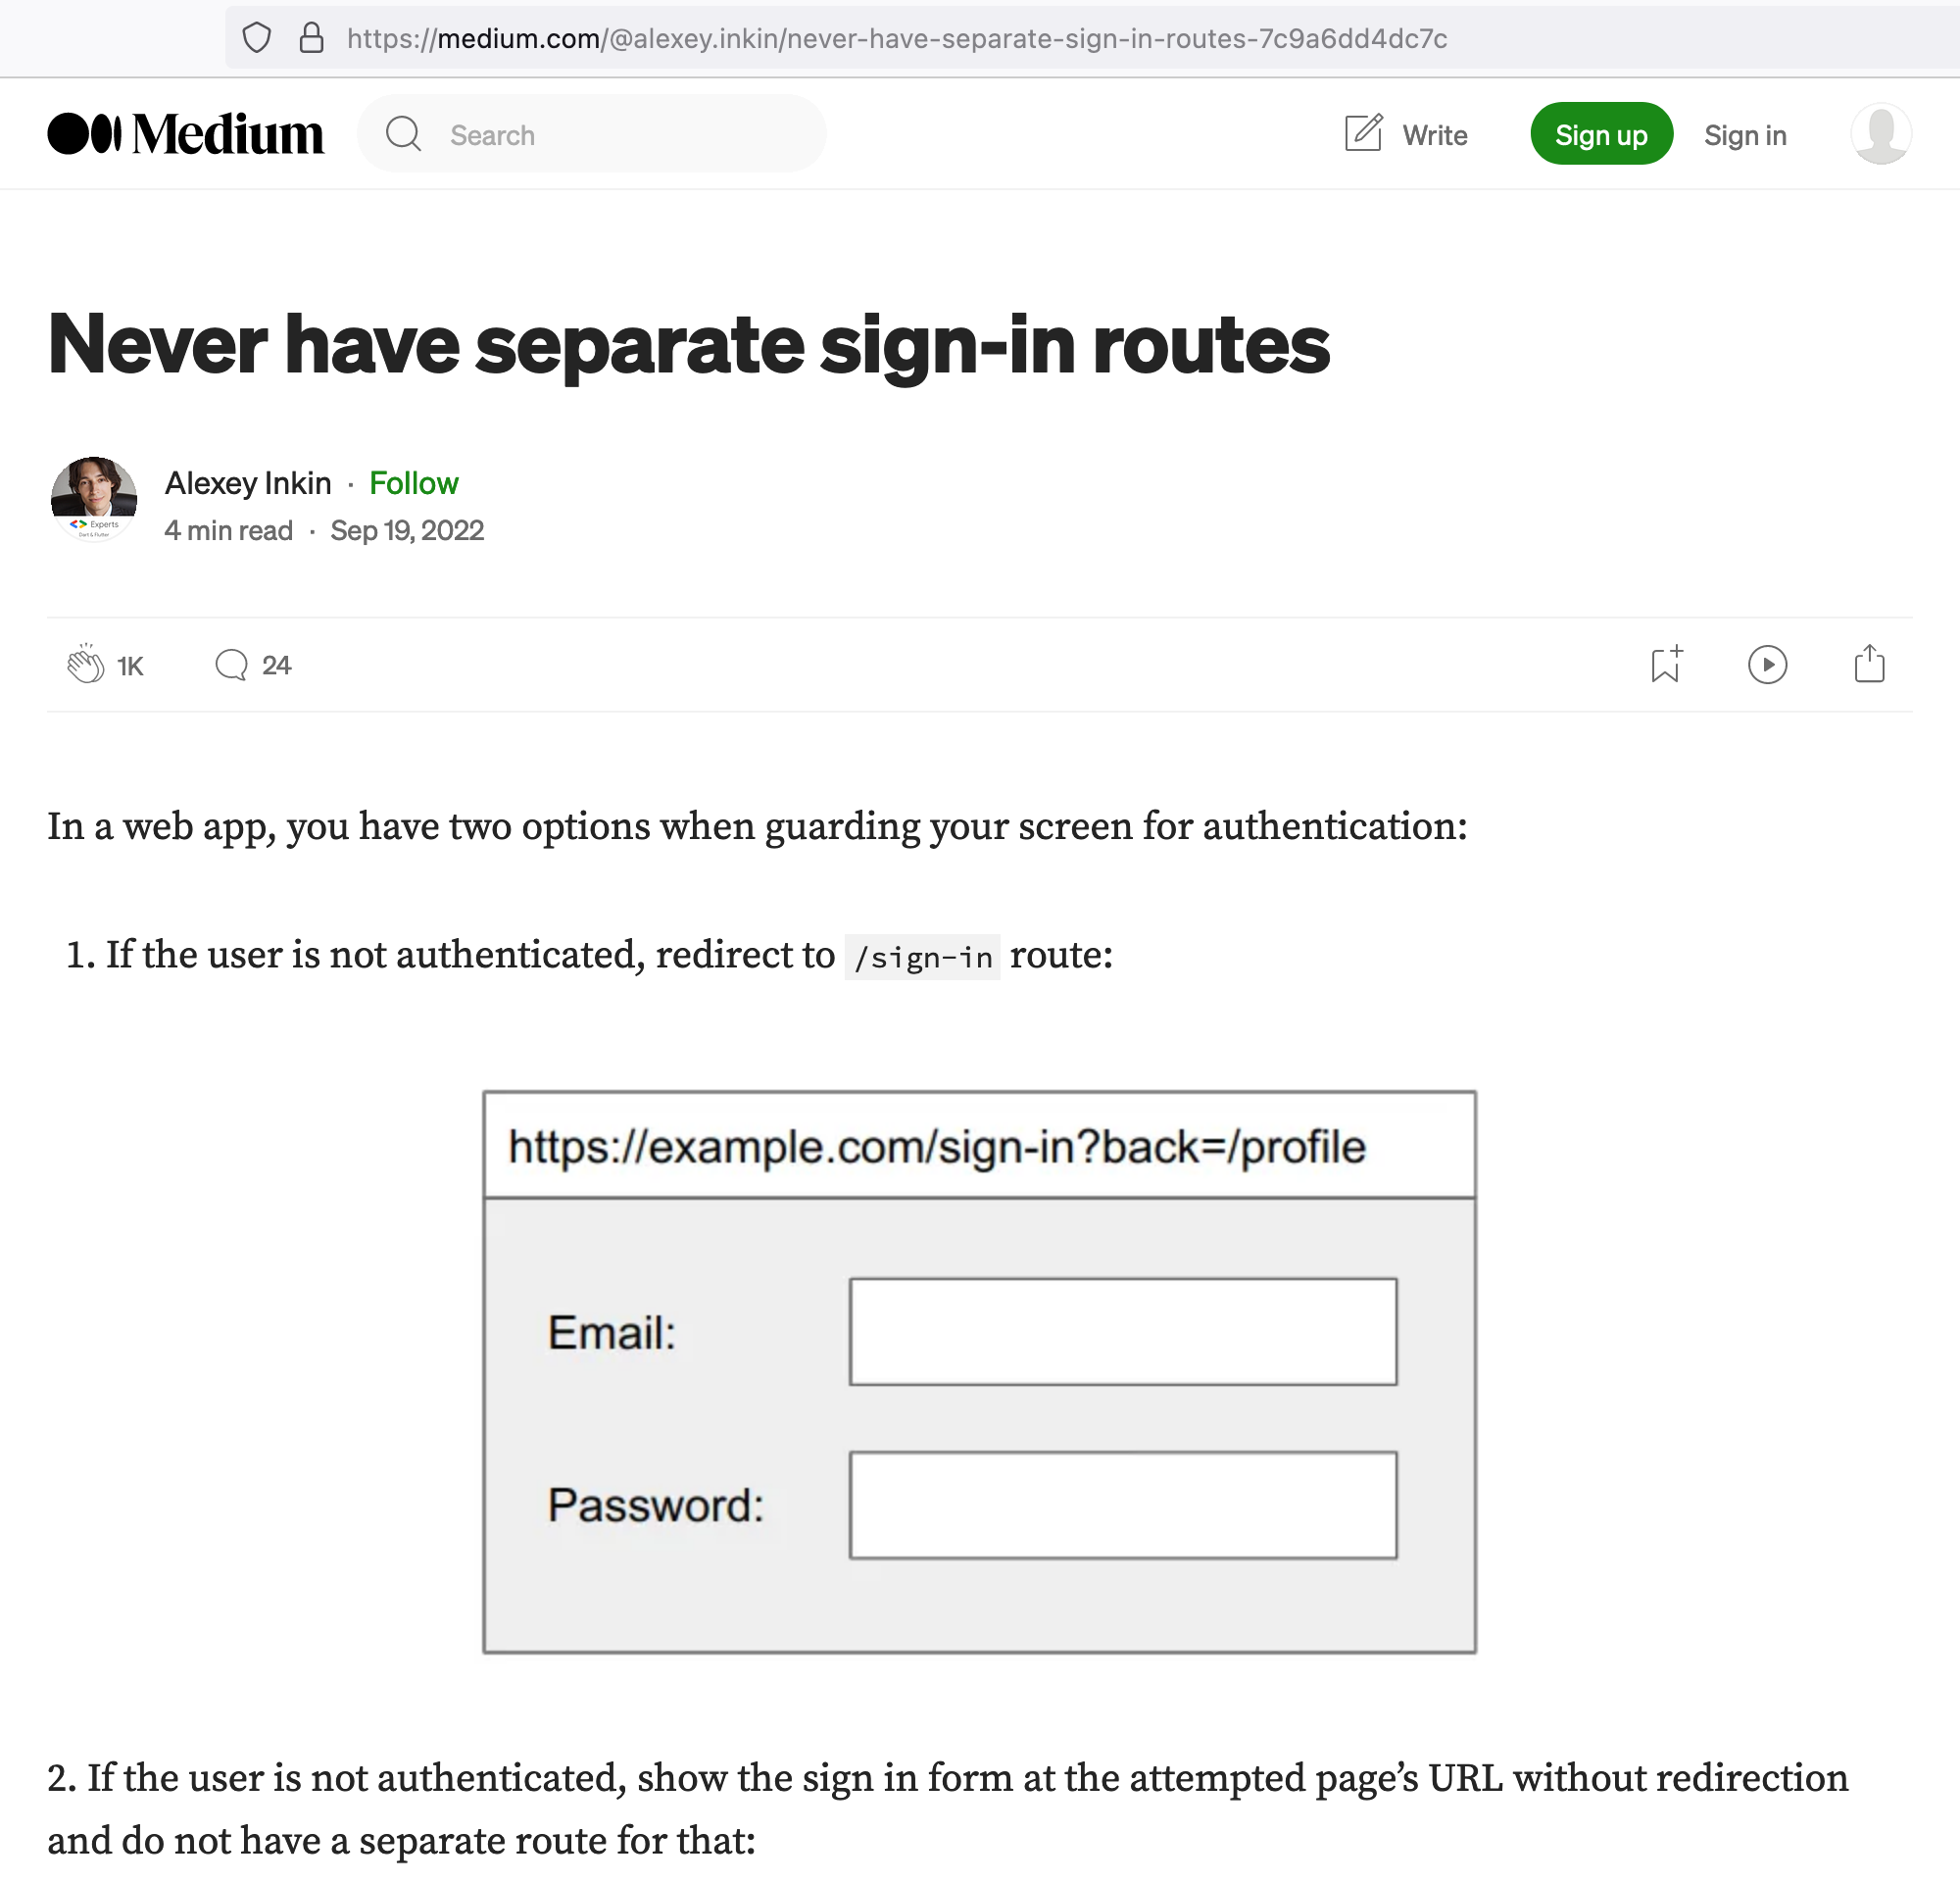 https://medium.com/@alexey.inkin/never-have-separate-sign-in-routes-7c9a6dd4dc7c
Medium
Search
Write
Sign up
Sign in
Never have separate sign-in routes
Alexey Inkin · Follow
<> Experts
Dart & Flutter
4 min read · Sep 19, 2022
1K
24
In a web app, you have two options when guarding your screen for authentication:
1. If the user is not authenticated, redirect to /sign-in route:
https://example.com/sign-in?back=/profile
Email:
Password:
2. If the user is not authenticated, show the sign in form at the attempted page’s URL without redirection
and do not have a separate route for that: